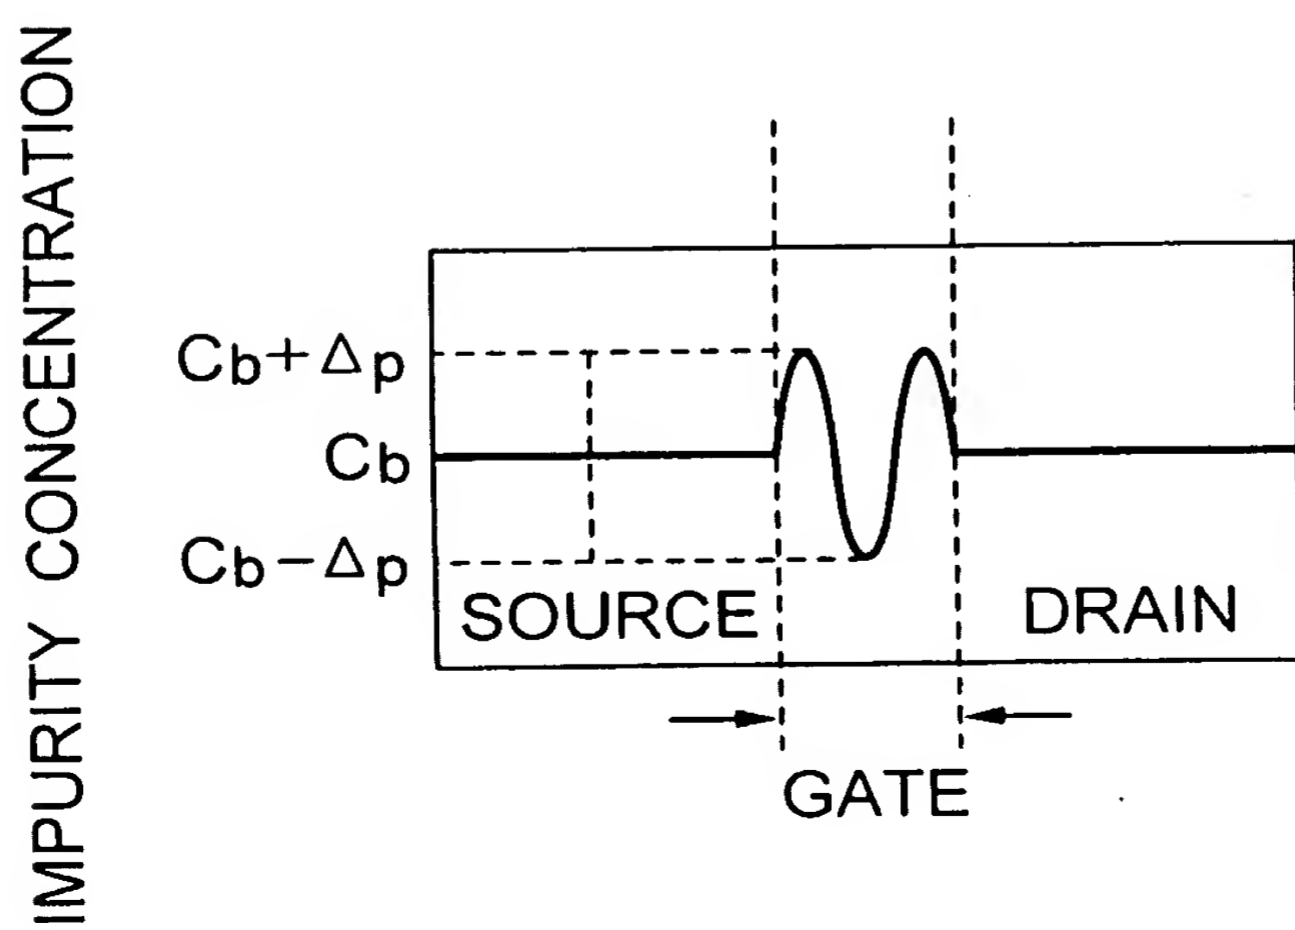 IMPURITY CONCENTRATION
Cb+Δp
Cb
Cb−Δp
SOURCE
DRAIN
GATE